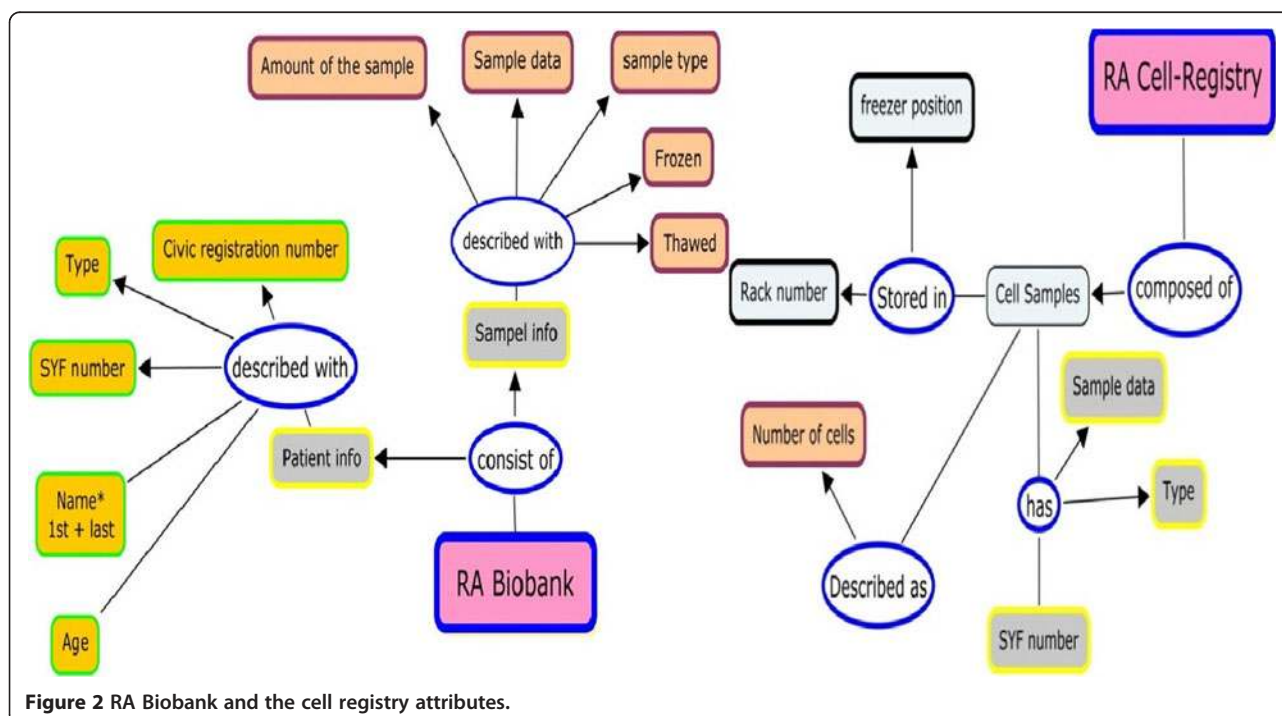 Amount of the sample
Sample data
sample type
RA Cell-Registry
freezer position
Frozen
described with
Thawed
Civic registration number
Type
Rack number
Stored in
Cell Samples
composed of
Sampel info
SYF number
described with
Sample data
Number of cells
Patient info
consist of
Type
has
Name*
1st + last
RA Biobank
Described as
Age
SYF number
Figure 2 RA Biobank and the cell registry attributes.